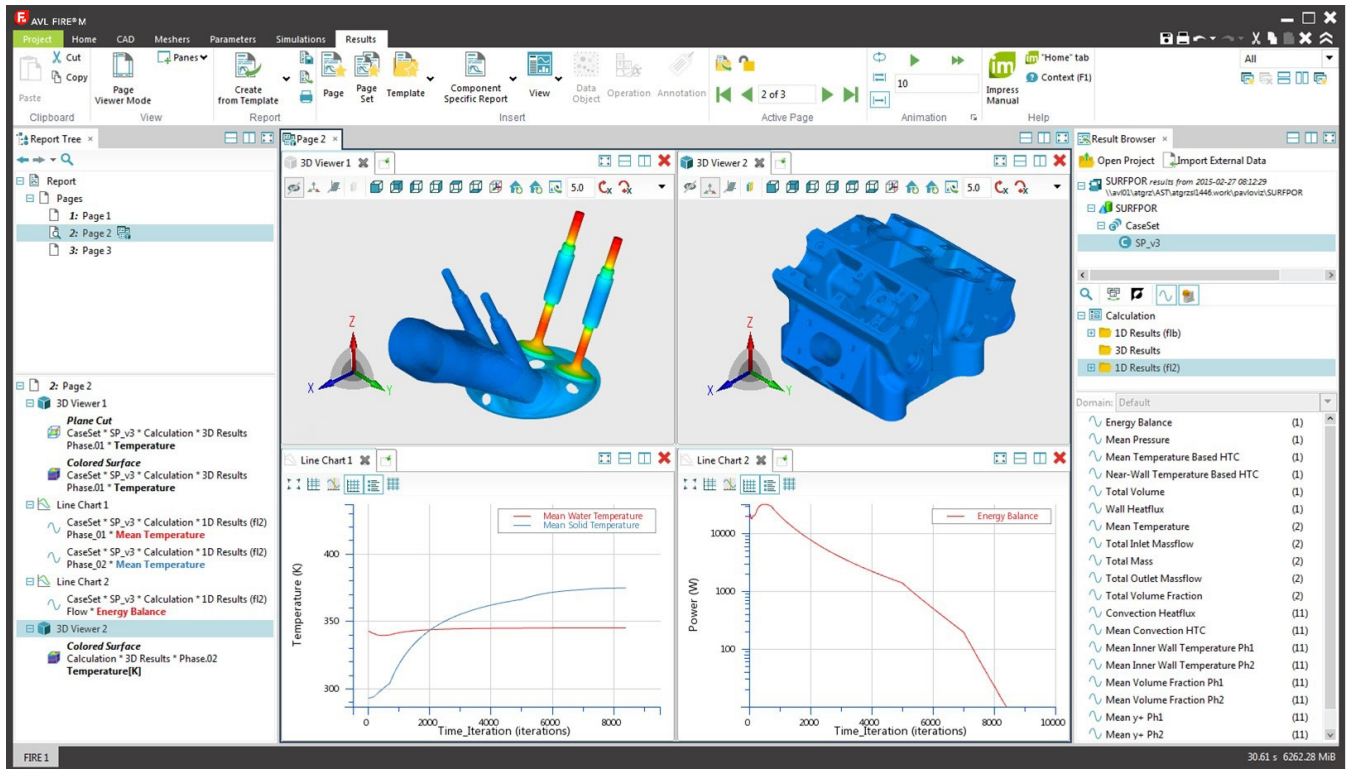 AVL FIRE® M
Project Home CAD Meshers Parameters Simulations Results
Paste
Cut
Copy
Clipboard
Page
Viewer Mode
Panes
View
Create
from Template
Report
Page
Page
Set
Template
Component
Specific Report
View
Data
Object
Operation
Annotation
Insert
2 of 3
Active Page
10
Animation
Impress
Manual
"Home" tab
Context (F1)
Help
All
Report Tree
Report
Pages
1: Page 1
2: Page 2
3: Page 3
2: Page 2
3D Viewer 1
Plane Cut
CaseSet * SP_v3 * Calculation * 3D Results
Phase.01 * Temperature
Colored Surface
CaseSet * SP_v3 * Calculation * 3D Results
Phase.01 * Temperature
Line Chart 1
CaseSet * SP_v3 * Calculation * 1D Results (fl2)
Phase_01 * Mean Temperature
CaseSet * SP_v3 * Calculation * 1D Results (fl2)
Phase_02 * Mean Temperature
Line Chart 2
CaseSet * SP_v3 * Calculation * 1D Results (fl2)
Flow * Energy Balance
3D Viewer 2
Colored Surface
Calculation * 3D Results * Phase.02
Temperature[K]
Page 2
3D Viewer 1
5.0
Z
X
Y
3D Viewer 2
5.0
Z
X
Y
Line Chart 1
Mean Water Temperature
Mean Solid Temperature
400
350
300
Temperature (K)
0 2000 4000 6000 8000
Time_Iteration (iterations)
Line Chart 2
Energy Balance
10000
1000
100
Power (W)
0 2000 4000 6000 8000 10000
Time_Iteration (iterations)
Result Browser
Open Project Import External Data
SURFPOR results from 2015-02-27 08:12:29
\\avl01\atgrz\AST\atgrzsl1446.work\pavloviz\SURFPOR
SURFPOR
CaseSet
SP_v3
Calculation
1D Results (flb)
3D Results
1D Results (fl2)
Domain: Default
Energy Balance (1)
Mean Pressure (1)
Mean Temperature Based HTC (1)
Near-Wall Temperature Based HTC (1)
Total Volume (1)
Wall Heatflux (1)
Mean Temperature (2)
Total Inlet Massflow (2)
Total Mass (2)
Total Outlet Massflow (2)
Total Volume Fraction (2)
Convection Heatflux (11)
Mean Convection HTC (11)
Mean Inner Wall Temperature Ph1 (11)
Mean Inner Wall Temperature Ph2 (11)
Mean Volume Fraction Ph1 (11)
Mean Volume Fraction Ph2 (11)
Mean y+ Ph1 (11)
Mean y+ Ph2 (11)
FIRE 1
30.61 s 6262.28 MiB